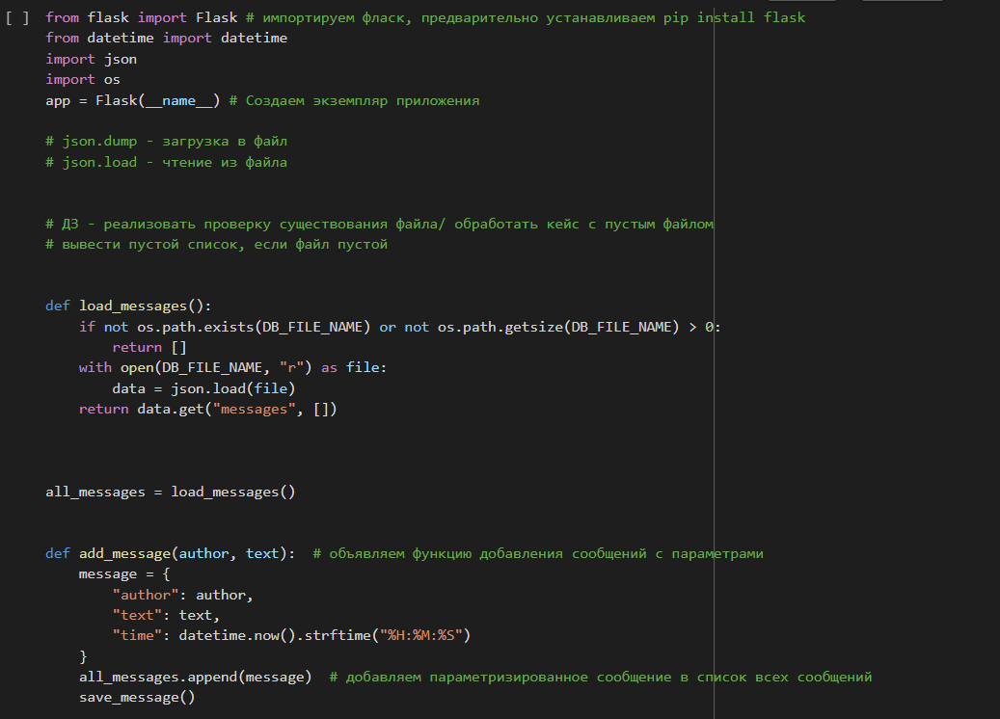 [ ] from flask import Flask # импортируем фласк, предварительно устанавливаем pip install flask
from datetime import datetime
import json
import os
app = Flask(__name__) # Создаем экземпляр приложения
# json.dump - загрузка в файл
# json.load - чтение из файла
# ДЗ - реализовать проверку существования файла/ обработать кейс с пустым файлом
# вывести пустой список, если файл пустой
def load_messages():
    if not os.path.exists(DB_FILE_NAME) or not os.path.getsize(DB_FILE_NAME) > 0:
        return []
    with open(DB_FILE_NAME, "r") as file:
        data = json.load(file)
    return data.get("messages", [])
all_messages = load_messages()
def add_message(author, text):  # объявляем функцию добавления сообщений с параметрами
    message = {
        "author": author,
        "text": text,
        "time": datetime.now().strftime("%H:%M:%S")
    }
    all_messages.append(message)  # добавляем параметризированное сообщение в список всех сообщений
    save_message()